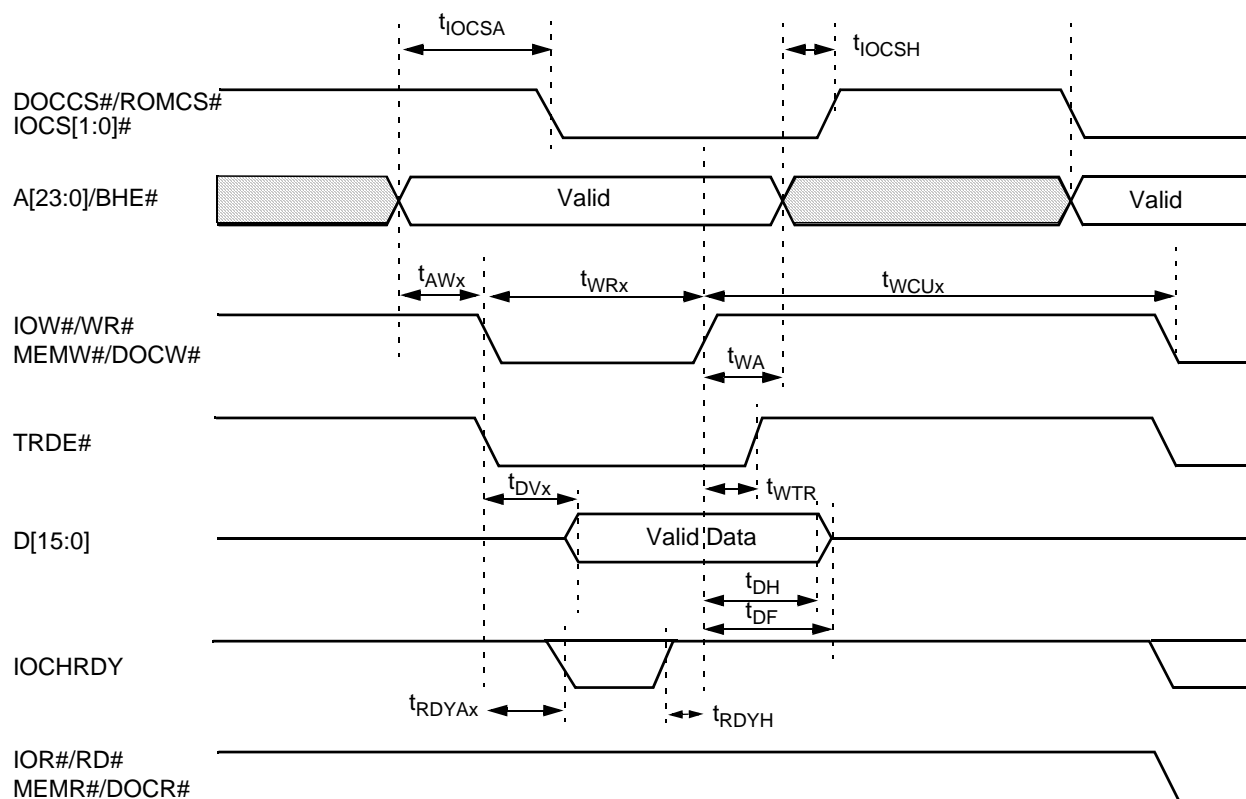 tIOCSA
tIOCSH
DOCCS#/ROMCS#
IOCS[1:0]#
A[23:0]/BHE#
Valid
Valid
tAWx
tWRx
tWCUx
IOW#/WR#
MEMW#/DOCW#
tWA
TRDE#
tDVx
tWTR
D[15:0]
Valid Data
tDH
tDF
IOCHRDY
tRDYAx
tRDYH
IOR#/RD#
MEMR#/DOCR#